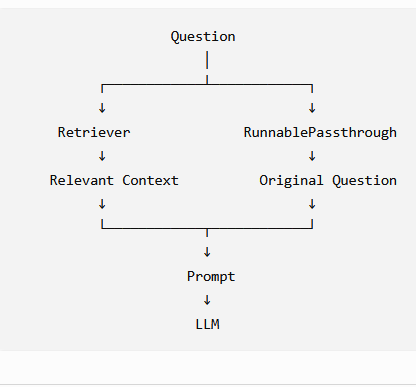 Question
Retriever RunnablePassthrough
Relevant Context Original Question
Prompt
LLM